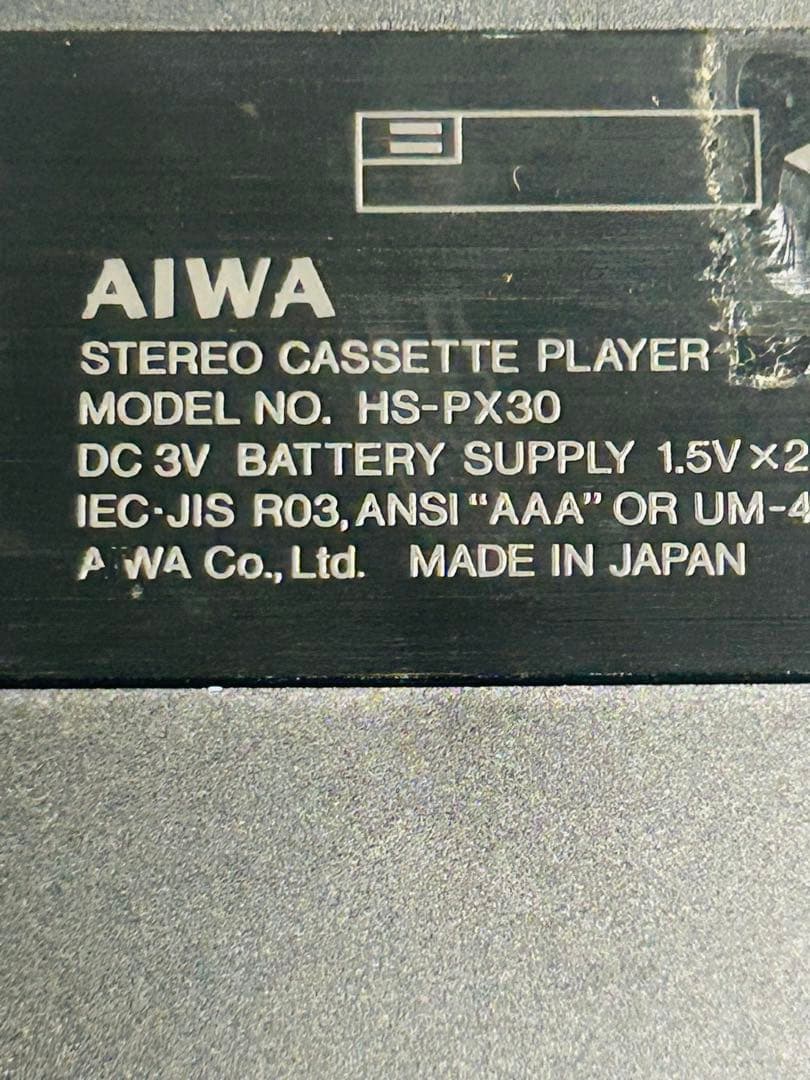 AIWA
STEREO CASSETTE PLAYER
MODEL NO. HS-PX30
DC 3V BATTERY SUPPLY 1.5V×2
IEC·JIS R03, ANSI “AAA” OR UM-4
AIWA Co., Ltd. MADE IN JAPAN